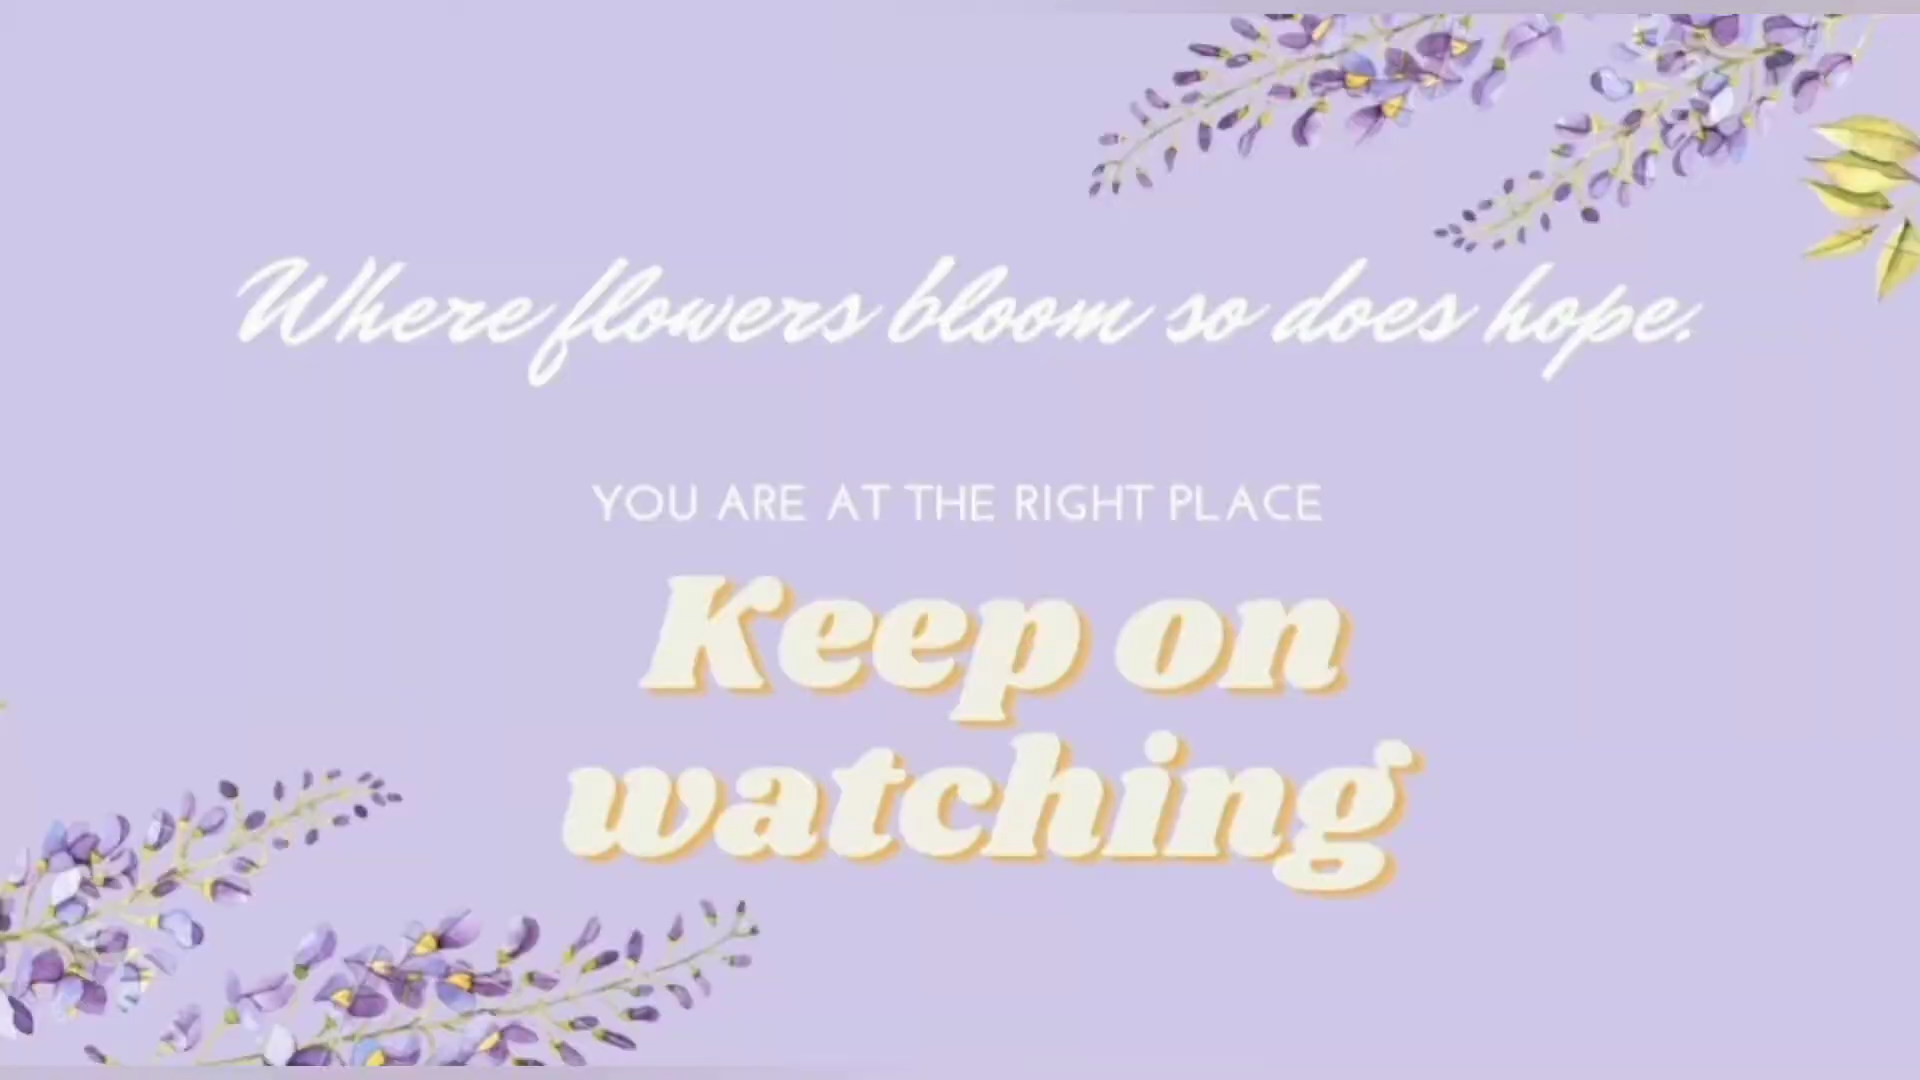 Where flowers bloom so does hope.
YOU ARE AT THE RIGHT PLACE
Keep on
watching